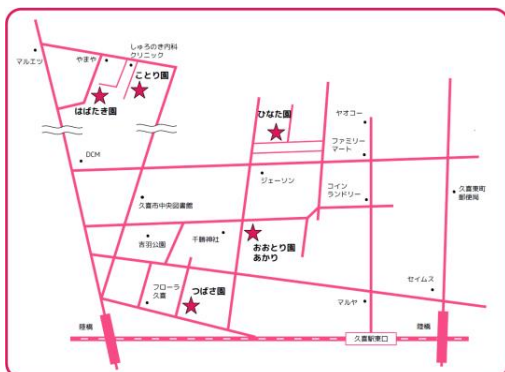 マルエツ
やまや
しゅろのき内科
クリニック
ことり園
はばたき園
ひなた園
ヤオコー
ファミリー
マート
DCM
ジェーソン
コイン
ランドリー
久喜東町
郵便局
久喜市中央図書館
吉羽公園
千勝神社
おおとり園
あかり
フローラ
久喜
つばさ園
セイムス
マルヤ
陸橋
久喜駅東口
陸橋